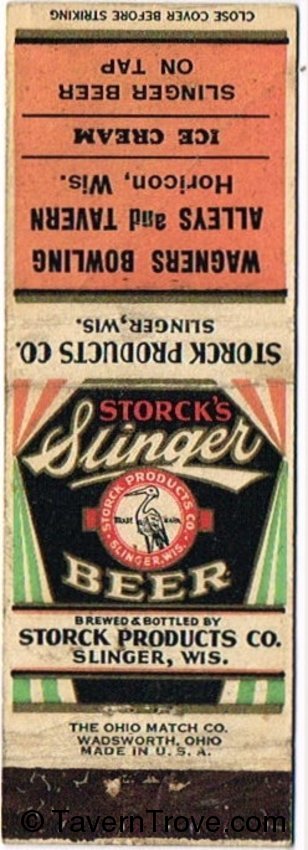 CLOSE COVER BEFORE STRIKING
WAGNERS BOWLING
ALLEYS and TAVERN
Horicon, Wis.
ICE CREAM
SLINGER BEER
ON TAP
STORCK PRODUCTS CO.
SLINGER, WIS.
STORCK'S
Slinger
STORCK PRODUCTS CO
TRADE MARK
SLINGER, WIS.
BEER
BREWED & BOTTLED BY
STORCK PRODUCTS CO.
SLINGER, WIS.
THE OHIO MATCH CO.
WADSWORTH, OHIO
MADE IN U.S.A.
© TavernTrove.com